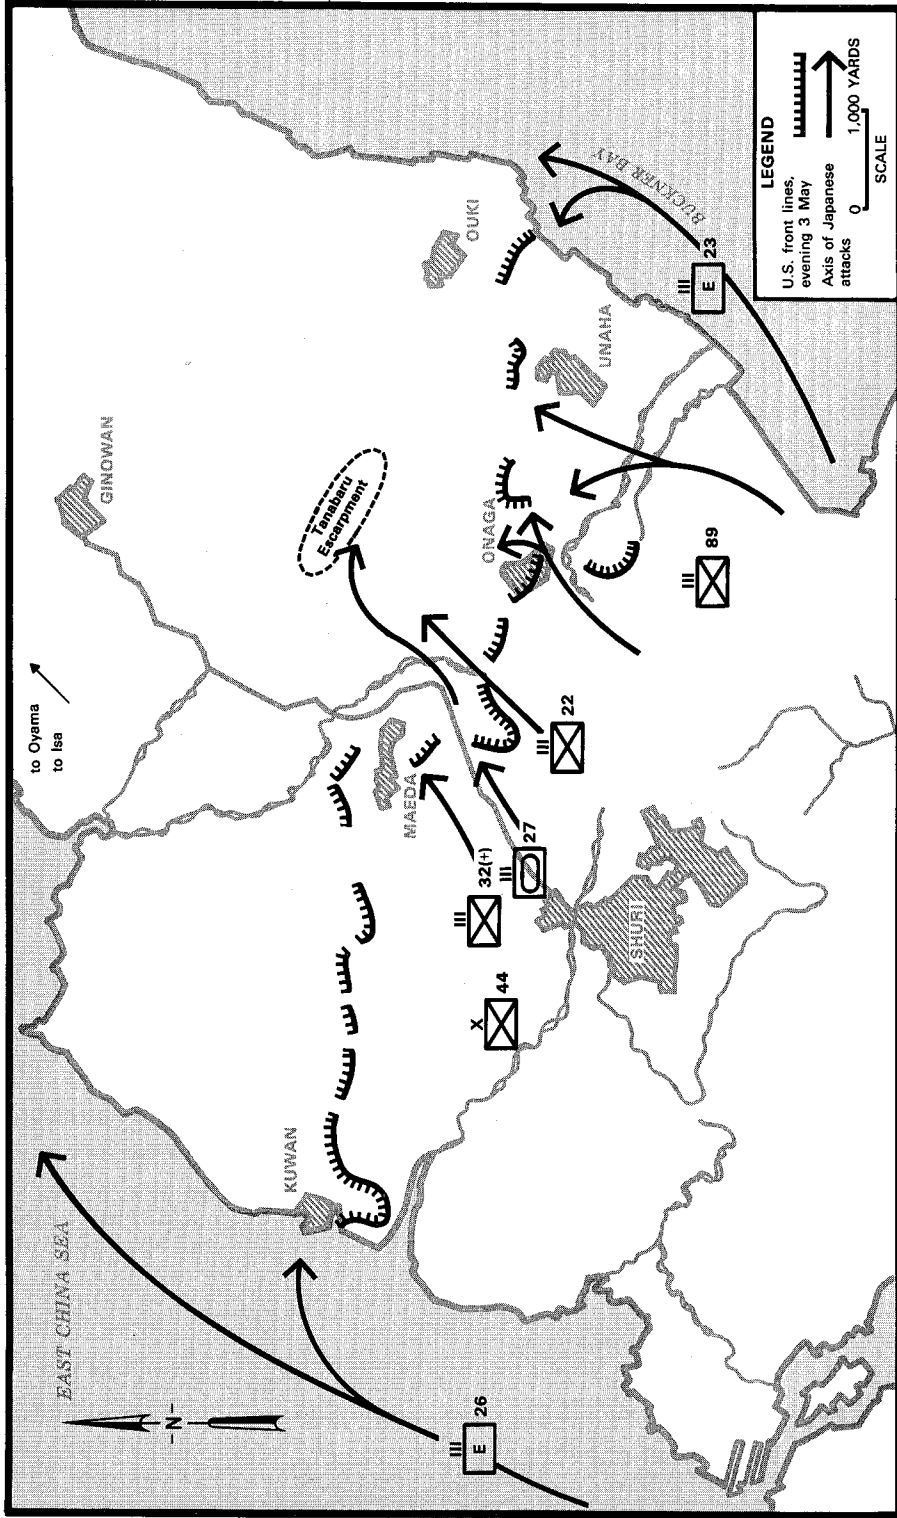 EAST CHINA SEA
-N-
III
E
26
KUWAN
X
44
III
32(+)
III
27
SHURI
MAEDA
to Oyama
to Isa
GINOWAN
Tanabaru
Escarpment
III
22
ONAGA
III
89
OUKI
UNAHA
BUCKNER BAY
III
E
23
LEGEND
U.S. front lines,
evening 3 May
Axis of Japanese
attacks
0 1,000 YARDS
SCALE